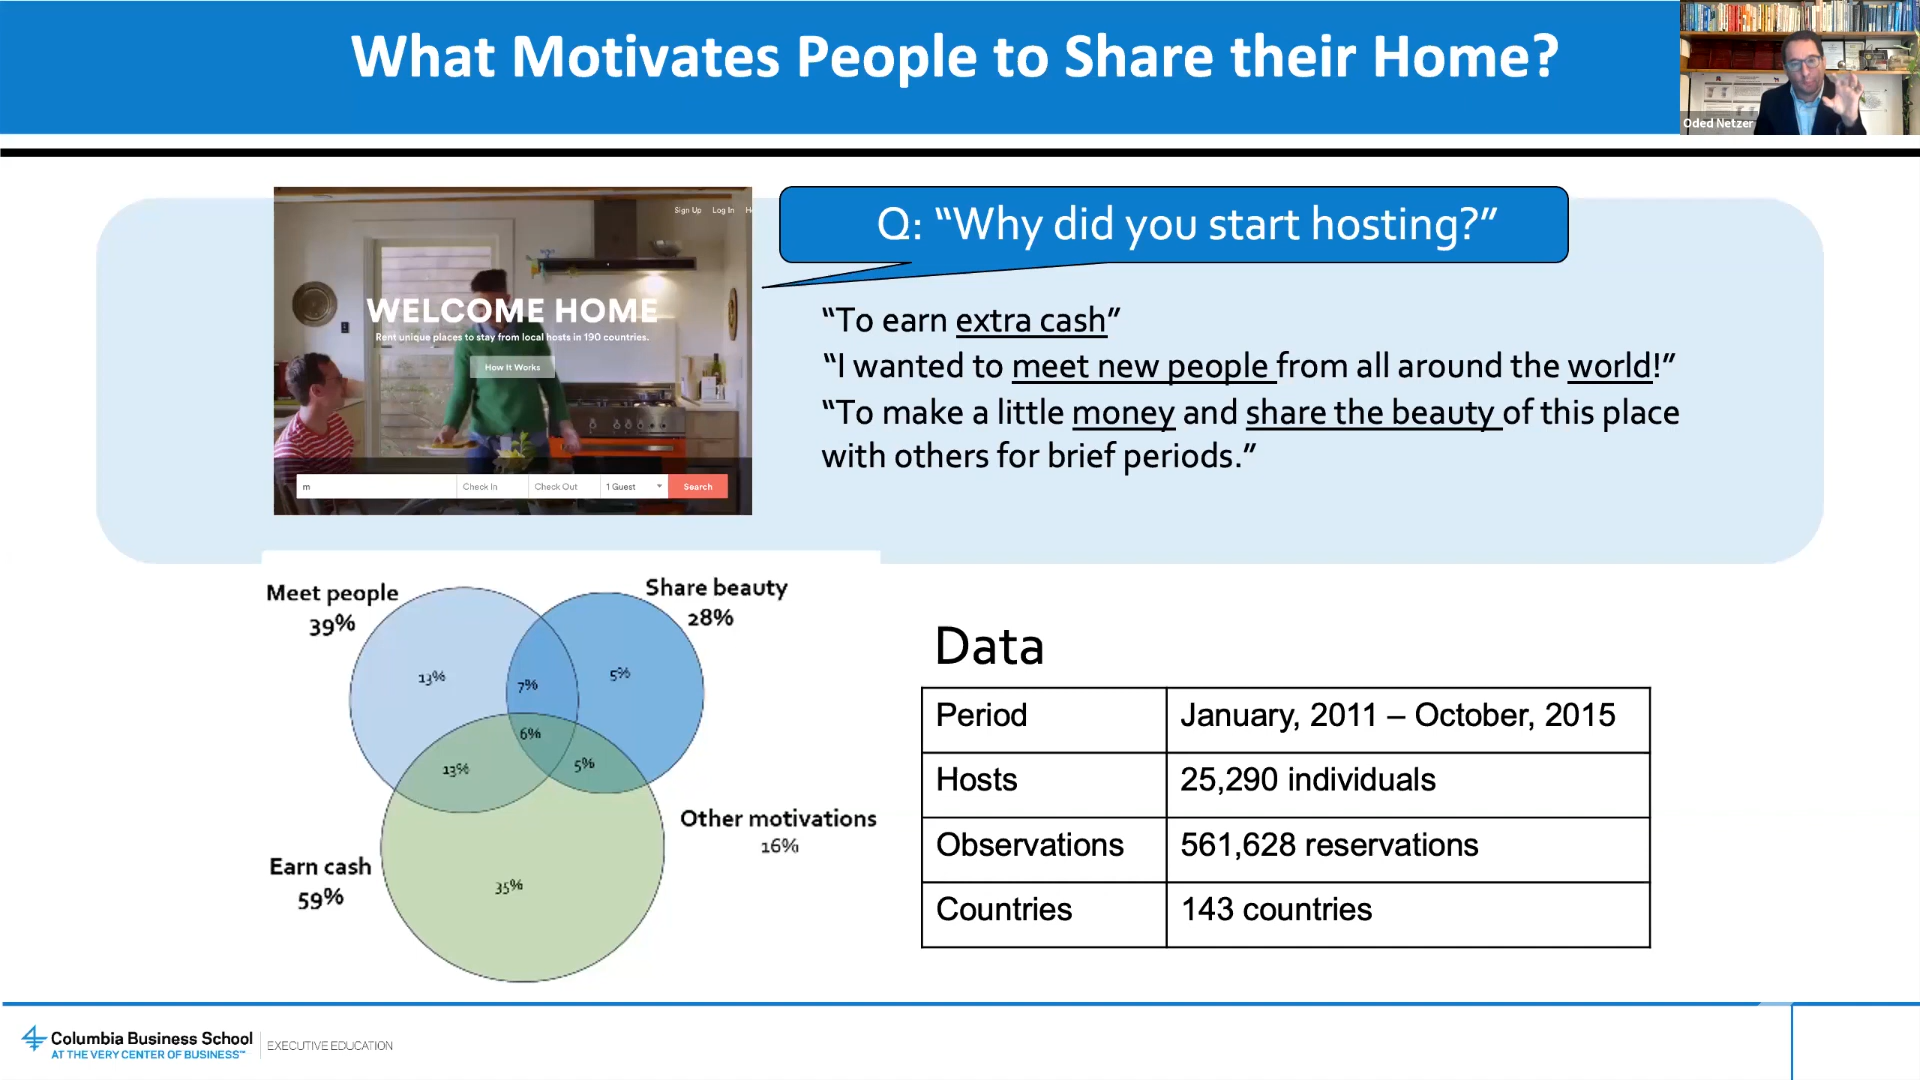 What Motivates People to Share their Home?
Oded Netzer
Sign Up Log In
WELCOME HOME
Rent unique places to stay from local hosts in 190 countries.
How It Works
m Check In Check Out 1 Guest Search
Q: “Why did you start hosting?”
“To earn extra cash”
“I wanted to meet new people from all around the world!”
“To make a little money and share the beauty of this place
with others for brief periods.”
Meet people
39%
Share beauty
28%
13%
7%
5%
6%
13%
5%
Other motivations
16%
Earn cash
59%
35%
Data
Period January, 2011 – October, 2015
Hosts 25,290 individuals
Observations 561,628 reservations
Countries 143 countries
Columbia Business School
AT THE VERY CENTER OF BUSINESS™
EXECUTIVE EDUCATION